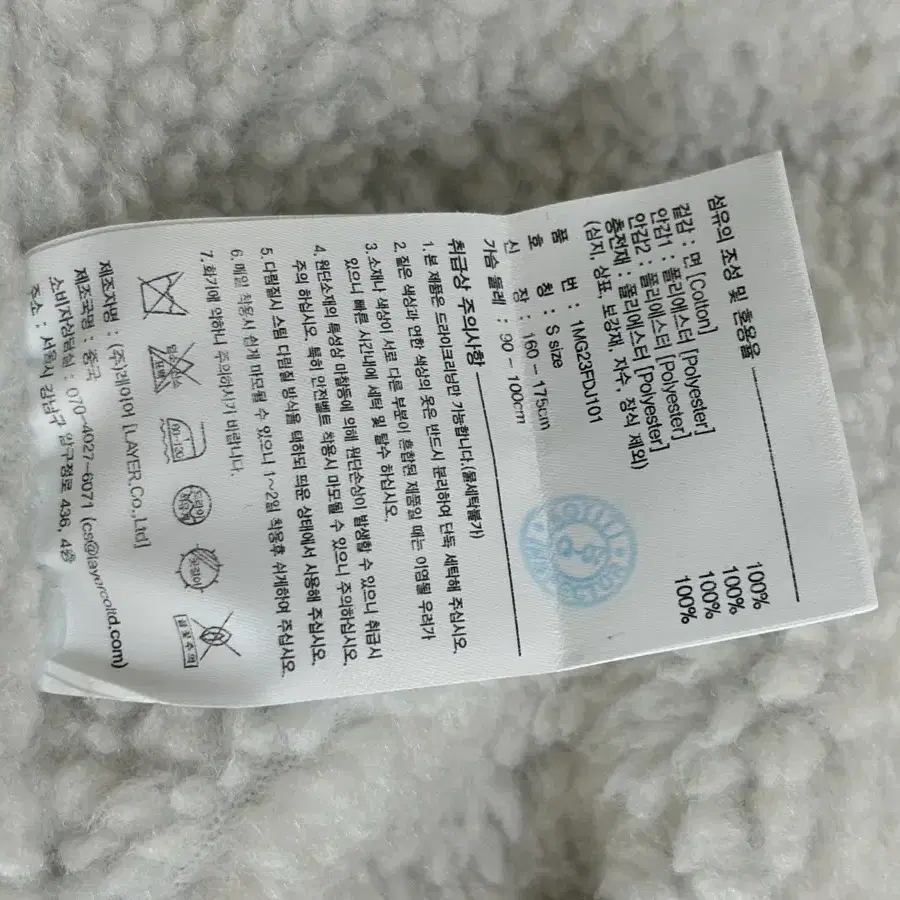 섬유의 조성 및 혼용율
겉감 : 면 [Cotton] 100%
안감1 : 폴리에스터 [Polyester] 100%
안감2 : 폴리에스터 [Polyester] 100%
충전재 : 폴리에스터 [Polyester] 100%
(심지, 상표, 보강재, 자수, 장식 제외)
품 번 : 1MG23FDJ101
호 칭 : S size
신 장 : 160 - 175cm
가슴 둘레 : 90 - 100cm
취급상 주의사항
1. 본 제품은 드라이크리닝만 가능합니다.(물세탁불가)
2. 짙은 색상과 연한 색상의 옷은 반드시 분리하여 단독 세탁해 주십시오.
3. 소재나 색상이 서로 다른 부분이 혼합된 제품일 때는 이염될 우려가
있으니 빠른 시간내에 세탁 및 탈수 하십시오.
4. 원단소재의 특성상 마찰등에 의해 원단손상이 발생할 수 있으니 취급시
주의 하십시오. 특히 안전벨트 착용시 마모될 수 있으니 주의하십시오.
5. 다림질시 스팀 다림질 방식을 택하되 띄운 상태에서 사용해 주십시오.
6. 매일 착용시 쉽게 마모될 수 있으니 1~2일 착용후 쉬게하여 주십시오.
7. 화기에 약하니 주의하시기 바랍니다.
염소표백
드라이
옷걸이
제조자명 : (주)레이어 [LAYER.Co.,Ltd]
제조국명 : 중국
소비자상담실 : 070-4027-6071 (cs@layercoltd.com)
주소 : 서울시 강남구 압구정로 436, 4층